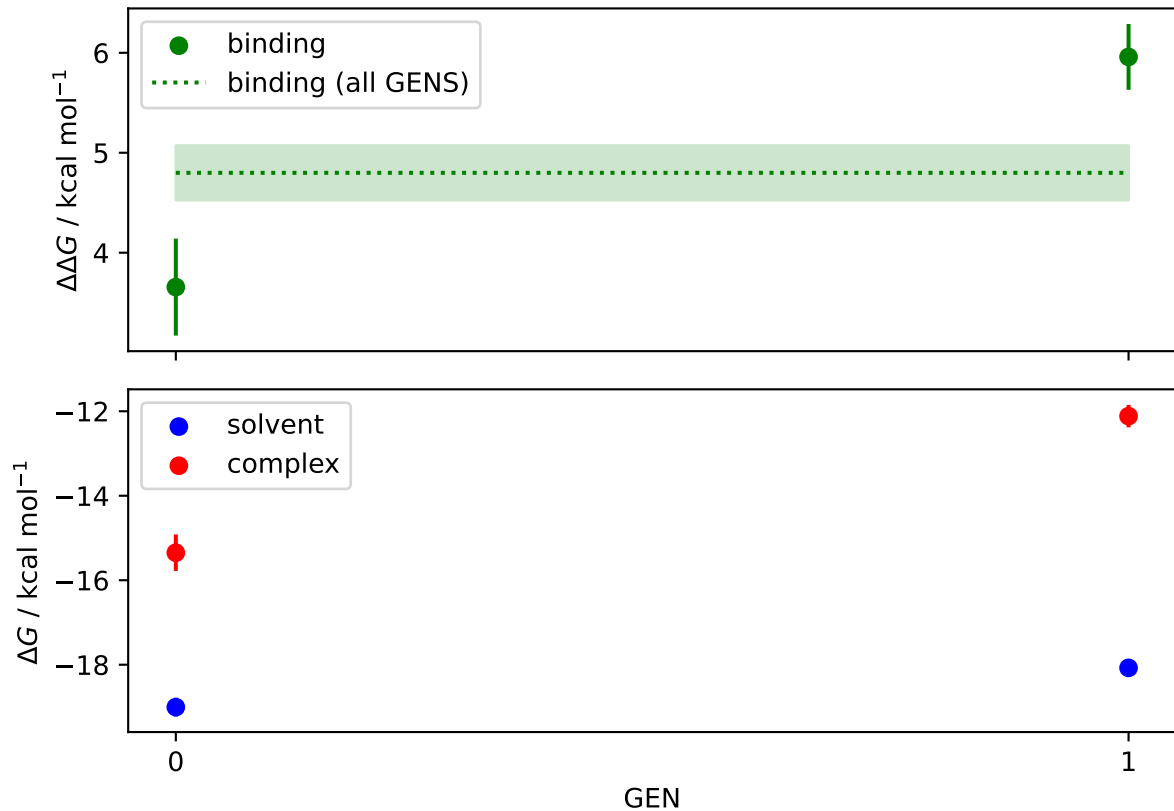 binding
binding (all GENS)
6
5
4
ΔΔG / kcal mol⁻¹
solvent
complex
−12
−14
−16
−18
ΔG / kcal mol⁻¹
0
1
GEN